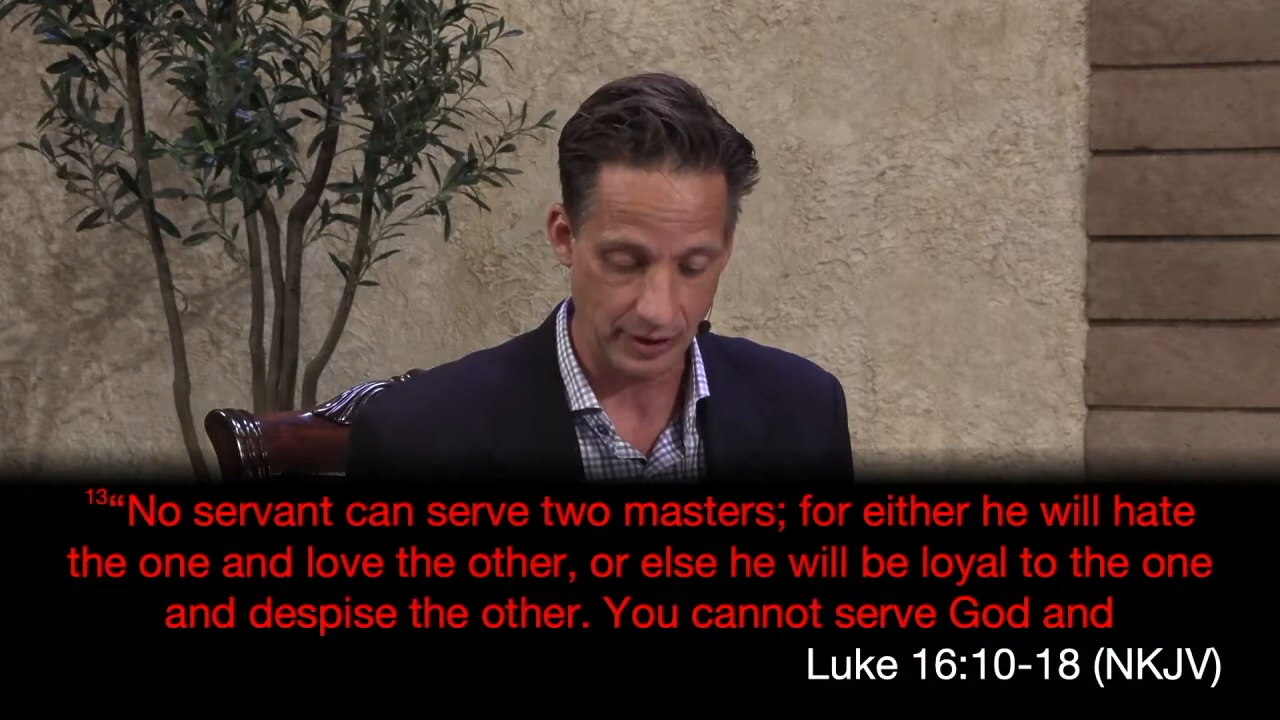 13“No servant can serve two masters; for either he will hate
the one and love the other, or else he will be loyal to the one
and despise the other. You cannot serve God and
Luke 16:10-18 (NKJV)